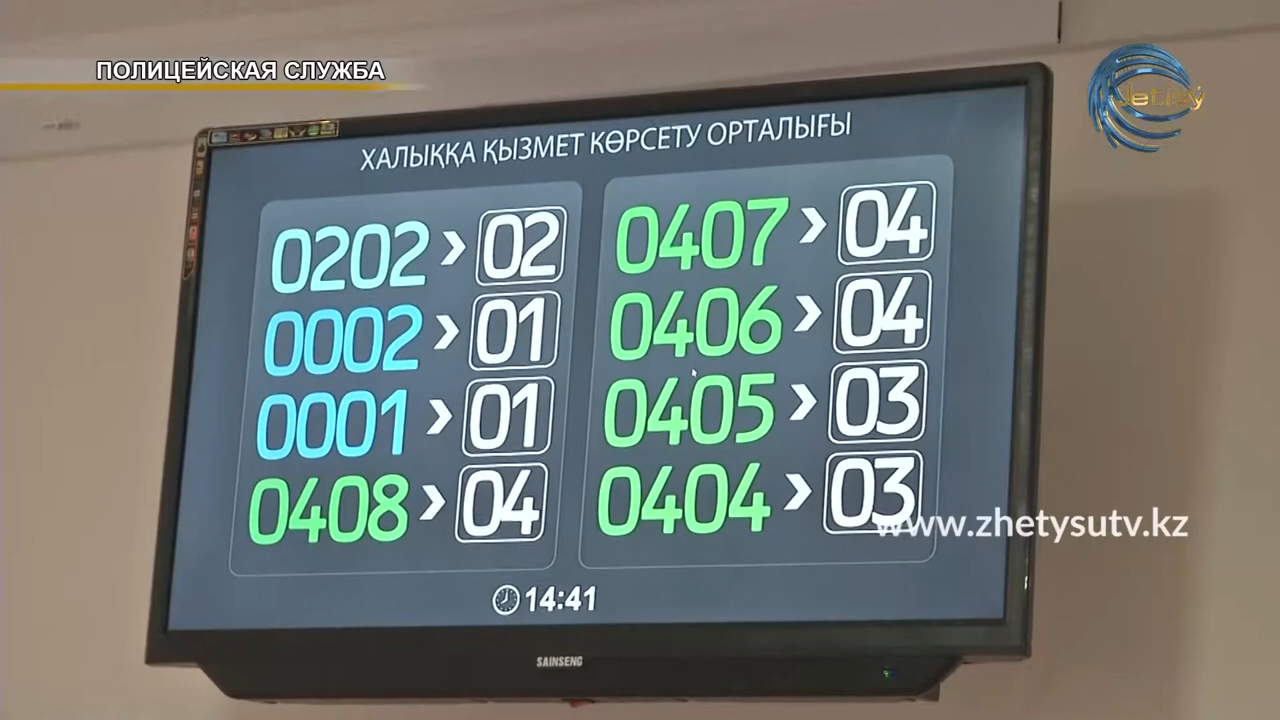 ПОЛИЦЕЙСКАЯ СЛУЖБА
Jetisý
ХАЛЫҚҚА ҚЫЗМЕТ КӨРСЕТУ ОРТАЛЫҒЫ
0202 > 02
0002 > 01
0001 > 01
0408 > 04
0407 > 04
0406 > 04
0405 > 03
0404 > 03
www.zhetysutv.kz
14:41
SAINSENG